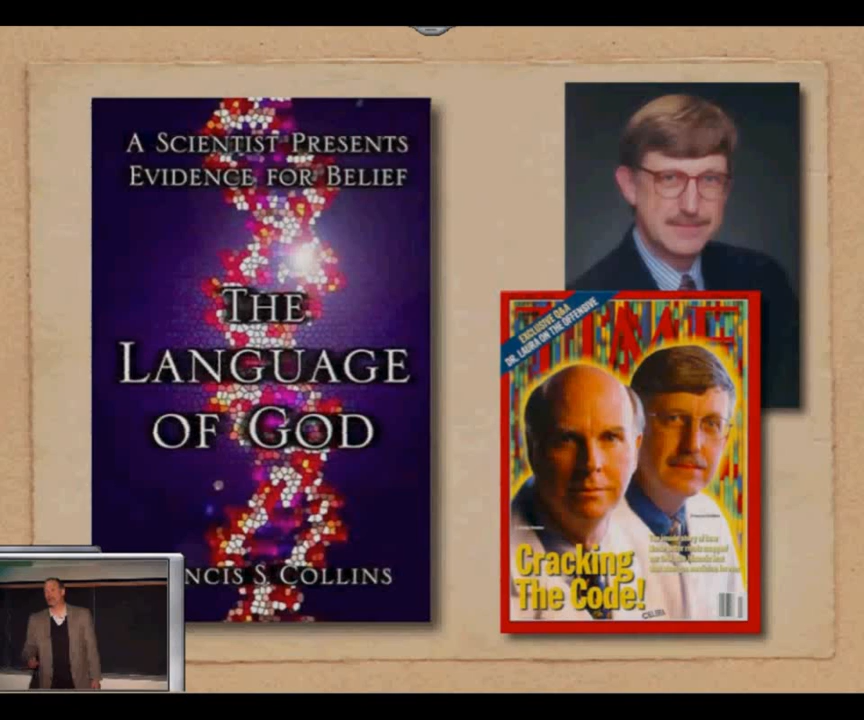 A SCIENTIST PRESENTS
EVIDENCE FOR BELIEF
THE
LANGUAGE
OF GOD
NCIS S. COLLINS
EXCLUSIVE Q&A
DR. LAURA ON THE OFFENSIVE
TIME
Cracking
The Code!